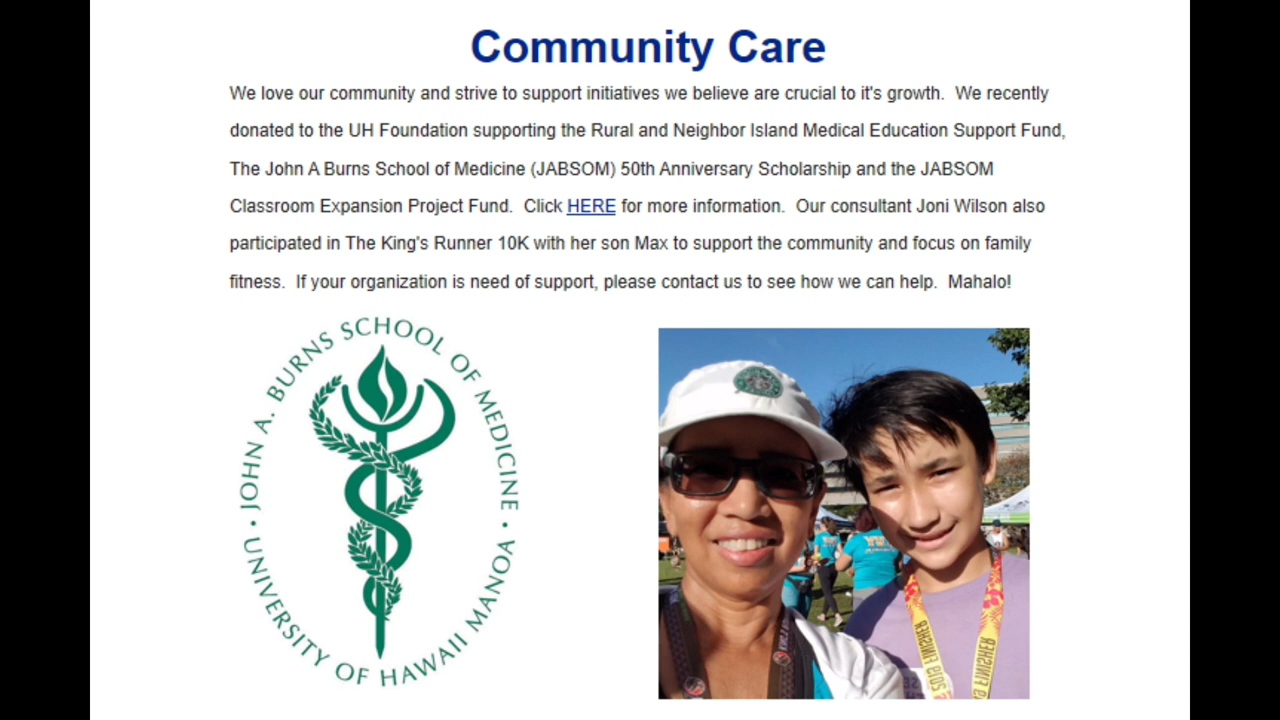 Community Care
We love our community and strive to support initiatives we believe are crucial to it's growth.  We recently
donated to the UH Foundation supporting the Rural and Neighbor Island Medical Education Support Fund,
The John A Burns School of Medicine (JABSOM) 50th Anniversary Scholarship and the JABSOM
Classroom Expansion Project Fund.  Click HERE for more information.  Our consultant Joni Wilson also
participated in The King's Runner 10K with her son Max to support the community and focus on family
fitness.  If your organization is need of support, please contact us to see how we can help.  Mahalo!
JOHN A. BURNS SCHOOL OF MEDICINE •
UNIVERSITY OF HAWAII MANOA •
2019 FINISHER
FINISHER